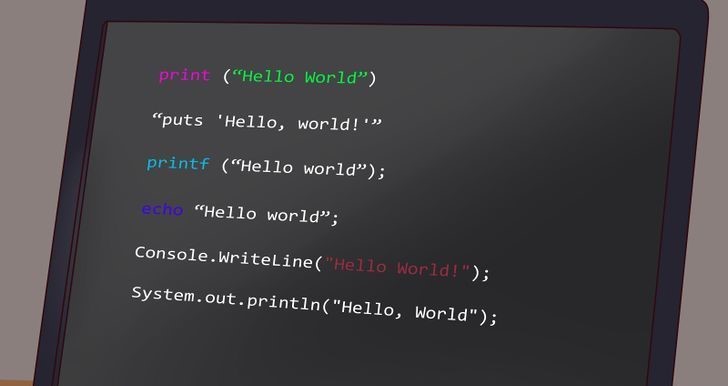 print (“Hello World”)
“puts 'Hello, world!'”
printf (“Hello world”);
echo “Hello world”;
Console.WriteLine("Hello World!");
System.out.println("Hello, World");